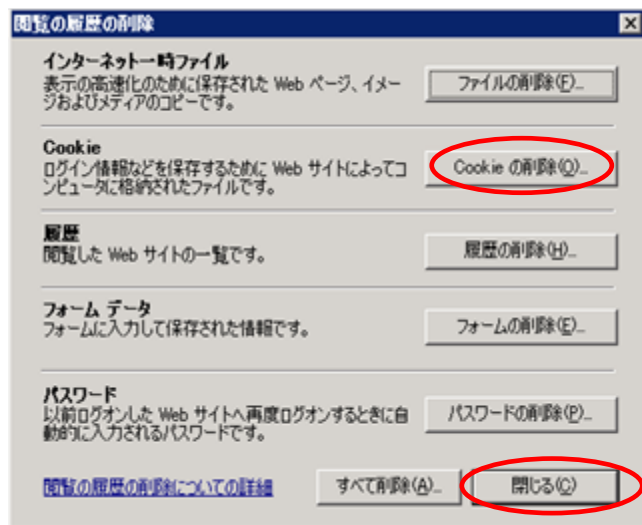 閲覧の履歴の削除
インターネット一時ファイル
表示の高速化のために保存された Web ページ、イメー
ジおよびメディアのコピーです。
ファイルの削除(F)...
Cookie
ログイン情報などを保存するために Web サイトによってコ
ンピュータに格納されたファイルです。
Cookie の削除(O)...
履歴
閲覧した Web サイトの一覧です。
履歴の削除(H)...
フォーム データ
フォームに入力して保存された情報です。
フォームの削除(E)...
パスワード
以前ログオンした Web サイトへ再度ログオンするときに自
動的に入力されるパスワードです。
パスワードの削除(P)...
閲覧の履歴の削除についての詳細
すべて削除(A)...
閉じる(C)